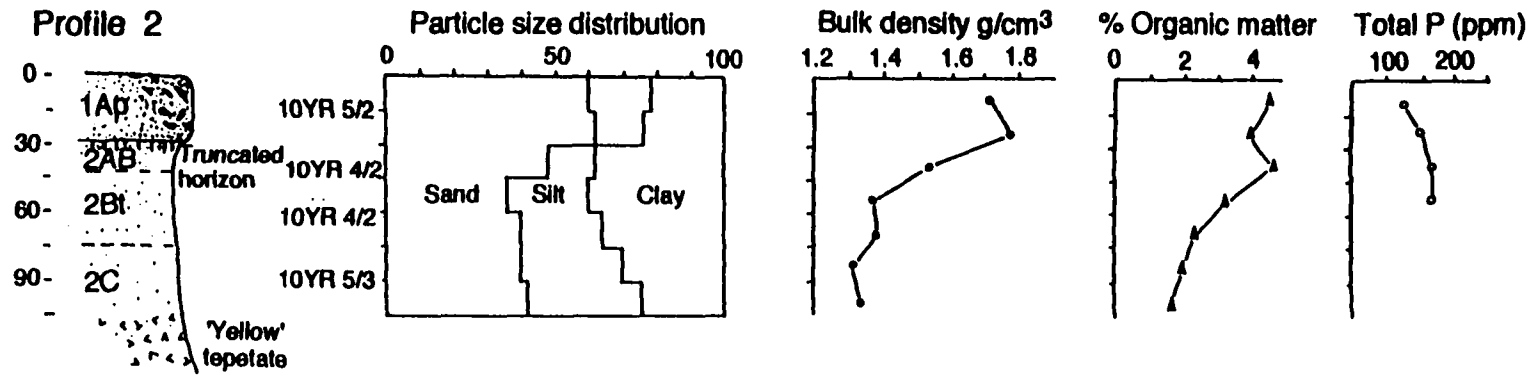 Profile 2
Particle size distribution
Bulk density g/cm³
% Organic matter
Total P (ppm)
0 50 100
1.2 1.4 1.6 1.8
0 2 4
100 200
0 -
1Ap
10YR 5/2
30 -
2AB
Truncated
horizon
10YR 4/2
Sand
Silt
Clay
60 -
2Bt
10YR 4/2
90 -
2C
10YR 5/3
'Yellow'
tepetate